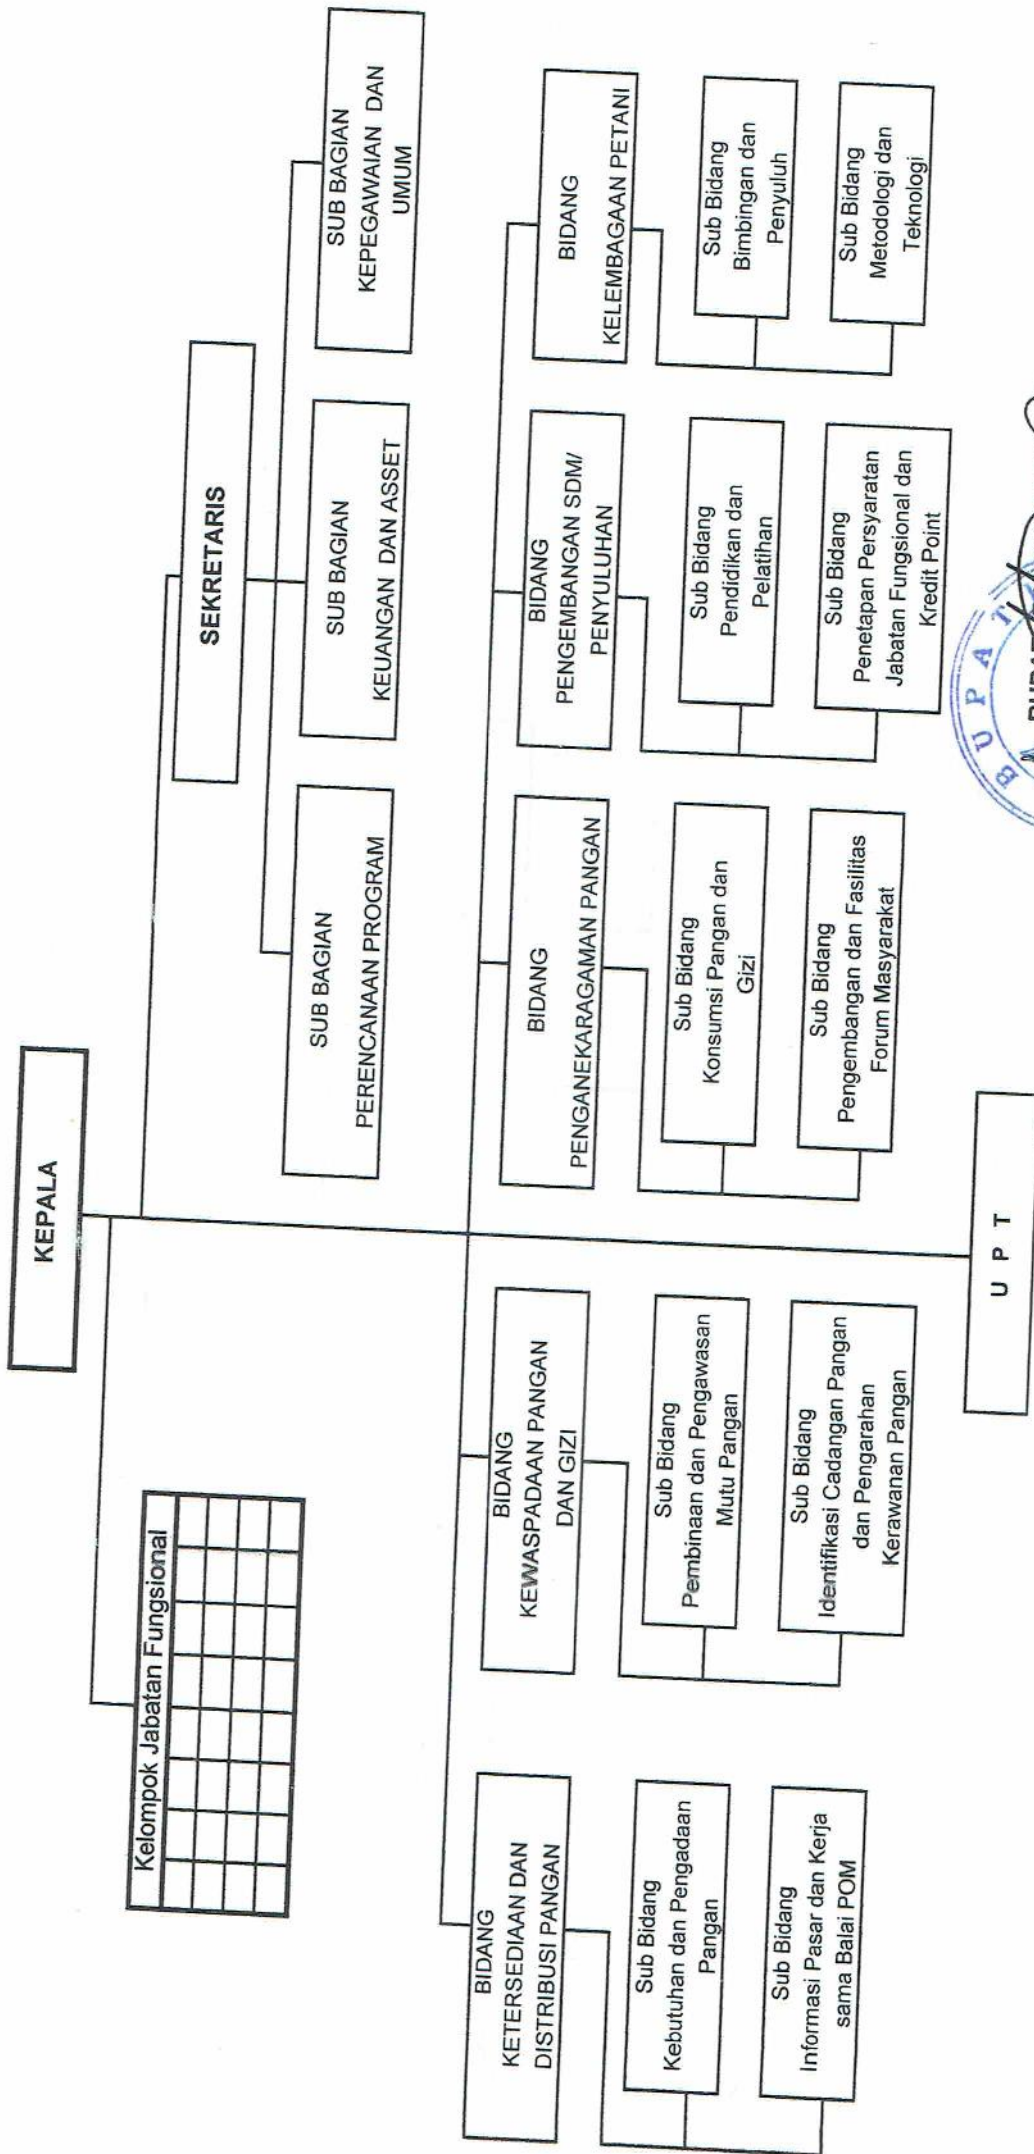 KEPALA
Kelompok Jabatan Fungsional
SEKRETARIS
SUB BAGIAN
PERENCANAAN PROGRAM
SUB BAGIAN
KEUANGAN DAN ASSET
SUB BAGIAN
KEPEGAWAIAN DAN
UMUM
BIDANG
KETERSEDIAAN DAN
DISTRIBUSI PANGAN
Sub Bidang
Kebutuhan dan Pengadaan
Pangan
Sub Bidang
Informasi Pasar dan Kerja
sama Balai POM
BIDANG
KEWASPADAAN PANGAN
DAN GIZI
Sub Bidang
Pembinaan dan Pengawasan
Mutu Pangan
Sub Bidang
Identifikasi Cadangan Pangan
dan Pengarahan
Kerawanan Pangan
BIDANG
PENGANEKARAGAMAN PANGAN
Sub Bidang
Konsumsi Pangan dan
Gizi
Sub Bidang
Pengembangan dan Fasilitas
Forum Masyarakat
BIDANG
PENGEMBANGAN SDM/
PENYULUHAN
Sub Bidang
Pendidikan dan
Pelatihan
Sub Bidang
Penetapan Persyaratan
Jabatan Fungsional dan
Kredit Point
BIDANG
KELEMBAGAAN PETANI
Sub Bidang
Bimbingan dan
Penyuluh
Sub Bidang
Metodologi dan
Teknologi
U P T
BUPAT